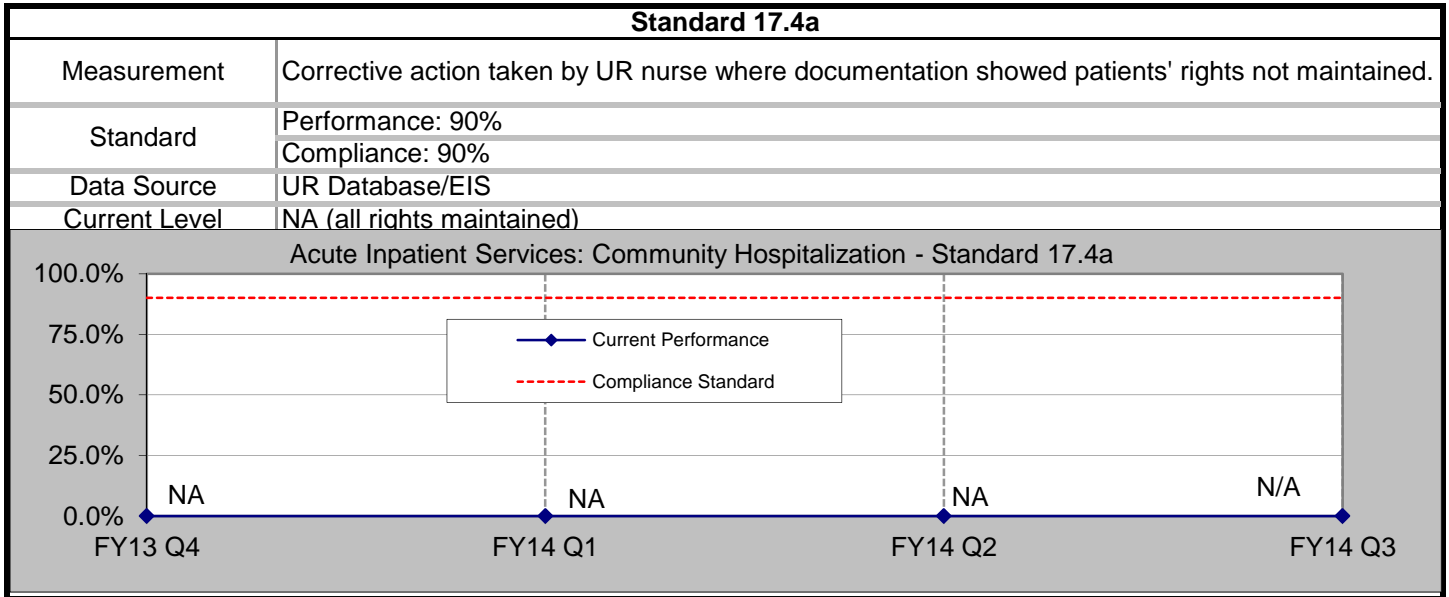 Standard 17.4a
Measurement Corrective action taken by UR nurse where documentation showed patients' rights not maintained.
Standard
Performance: 90%
Compliance: 90%
Data Source UR Database/EIS
Current Level NA (all rights maintained)
Acute Inpatient Services: Community Hospitalization - Standard 17.4a
100.0%
75.0%
Current Performance
Compliance Standard
50.0%
25.0%
NA NA NA N/A
0.0%
FY13 Q4 FY14 Q1 FY14 Q2 FY14 Q3